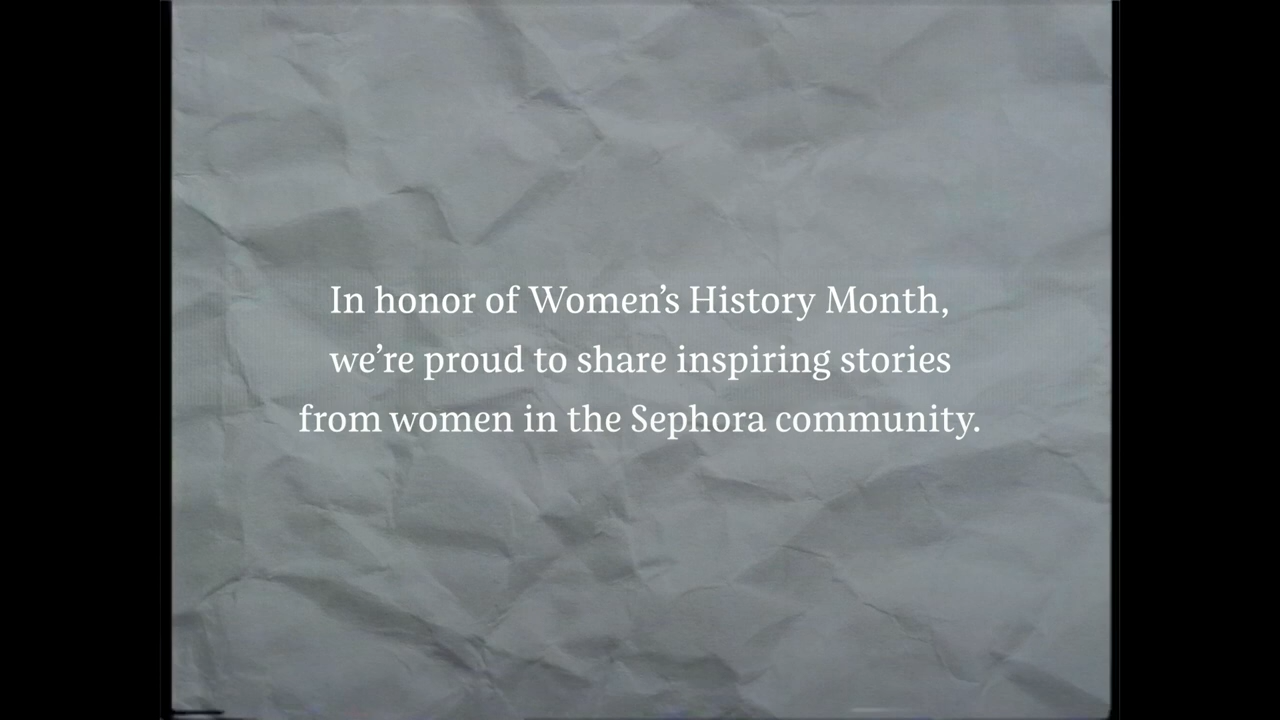 In honor of Women’s History Month,
we’re proud to share inspiring stories
from women in the Sephora community.